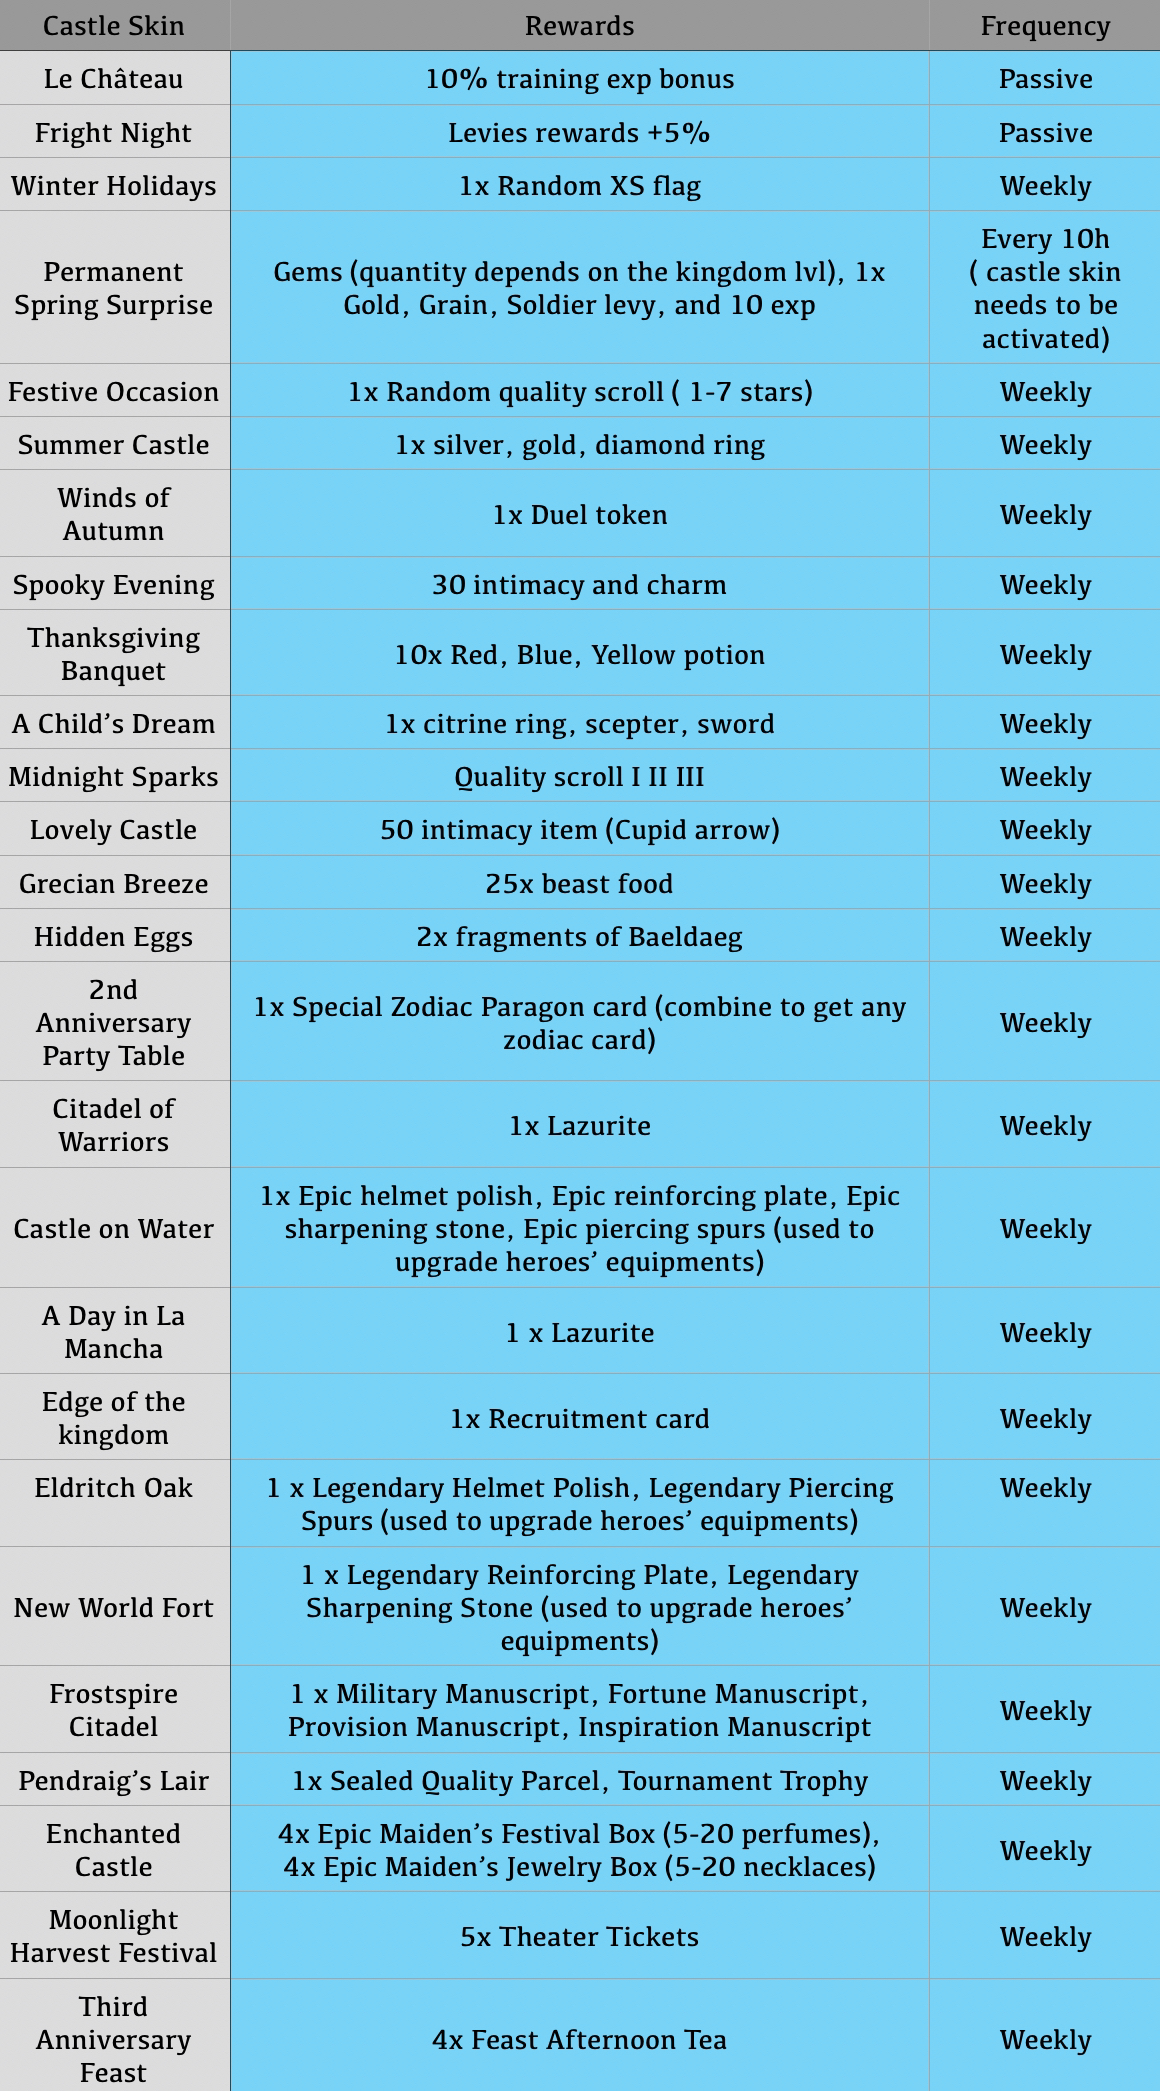 Castle Skin Rewards Frequency
Le Château 10% training exp bonus Passive
Fright Night Levies rewards +5% Passive
Winter Holidays 1x Random XS flag Weekly
Permanent
Spring Surprise
Gems (quantity depends on the kingdom lvl), 1x
Gold, Grain, Soldier levy, and 10 exp
Every 10h
( castle skin
needs to be
activated)
Festive Occasion 1x Random quality scroll ( 1-7 stars) Weekly
Summer Castle 1x silver, gold, diamond ring Weekly
Winds of
Autumn
1x Duel token
Weekly
Spooky Evening 30 intimacy and charm Weekly
Thanksgiving
Banquet
10x Red, Blue, Yellow potion
Weekly
A Child’s Dream 1x citrine ring, scepter, sword Weekly
Midnight Sparks Quality scroll I II III Weekly
Lovely Castle 50 intimacy item (Cupid arrow) Weekly
Grecian Breeze 25x beast food Weekly
Hidden Eggs 2x fragments of Baeldaeg Weekly
2nd
Anniversary
Party Table
1x Special Zodiac Paragon card (combine to get any
zodiac card)
Weekly
Citadel of
Warriors
1x Lazurite
Weekly
Castle on Water
1x Epic helmet polish, Epic reinforcing plate, Epic
sharpening stone, Epic piercing spurs (used to
upgrade heroes’ equipments)
Weekly
A Day in La
Mancha
1 x Lazurite
Weekly
Edge of the
kingdom
1x Recruitment card
Weekly
Eldritch Oak
1 x Legendary Helmet Polish, Legendary Piercing
Spurs (used to upgrade heroes’ equipments)
Weekly
New World Fort
1 x Legendary Reinforcing Plate, Legendary
Sharpening Stone (used to upgrade heroes’
equipments)
Weekly
Frostspire
Citadel
1 x Military Manuscript, Fortune Manuscript,
Provision Manuscript, Inspiration Manuscript
Weekly
Pendraig’s Lair 1x Sealed Quality Parcel, Tournament Trophy Weekly
Enchanted
Castle
4x Epic Maiden’s Festival Box (5-20 perfumes),
4x Epic Maiden’s Jewelry Box (5-20 necklaces)
Weekly
Moonlight
Harvest Festival
5x Theater Tickets
Weekly
Third
Anniversary
Feast
4x Feast Afternoon Tea
Weekly